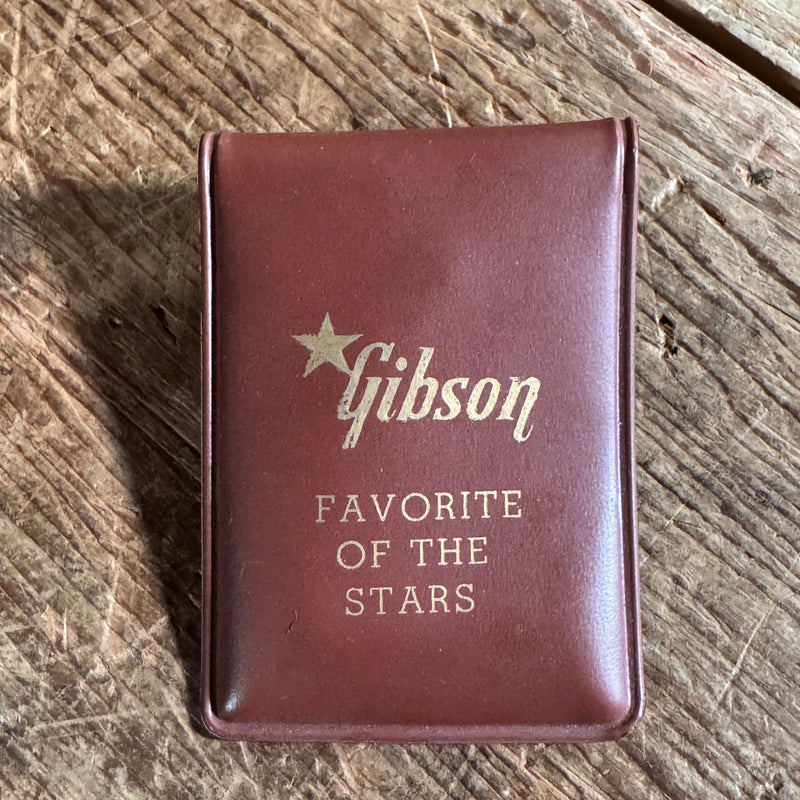 Gibson
FAVORITE
OF THE
STARS